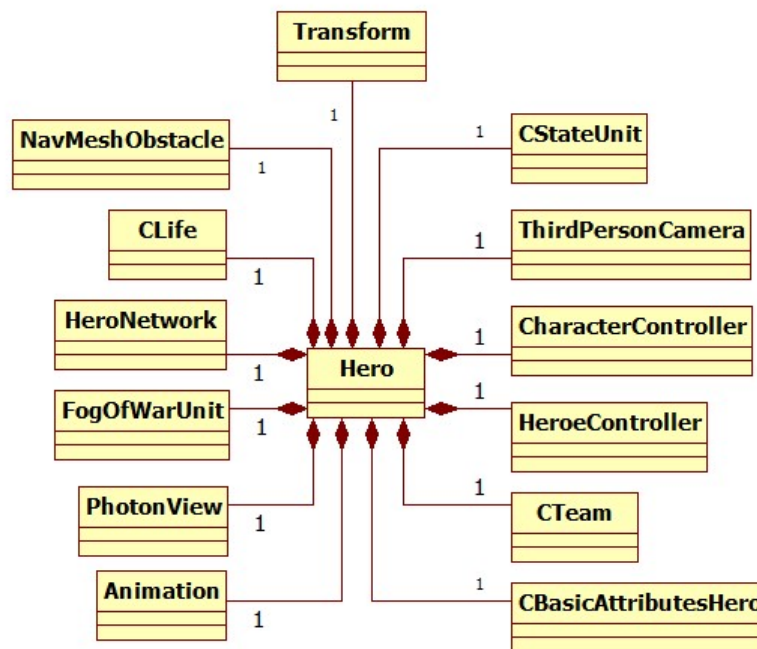 Transform
1
NavMeshObstacle
1
1
CStateUnit
CLife
1
1
ThirdPersonCamera
HeroNetwork
1
Hero
1
CharacterController
FogOfWarUnit
1
1
HeroeController
PhotonView
1
1
CTeam
Animation
1
1
CBasicAttributesHero